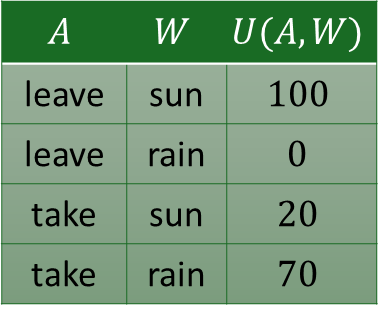 A W U(A, W)
leave sun 100
leave rain 0
take sun 20
take rain 70